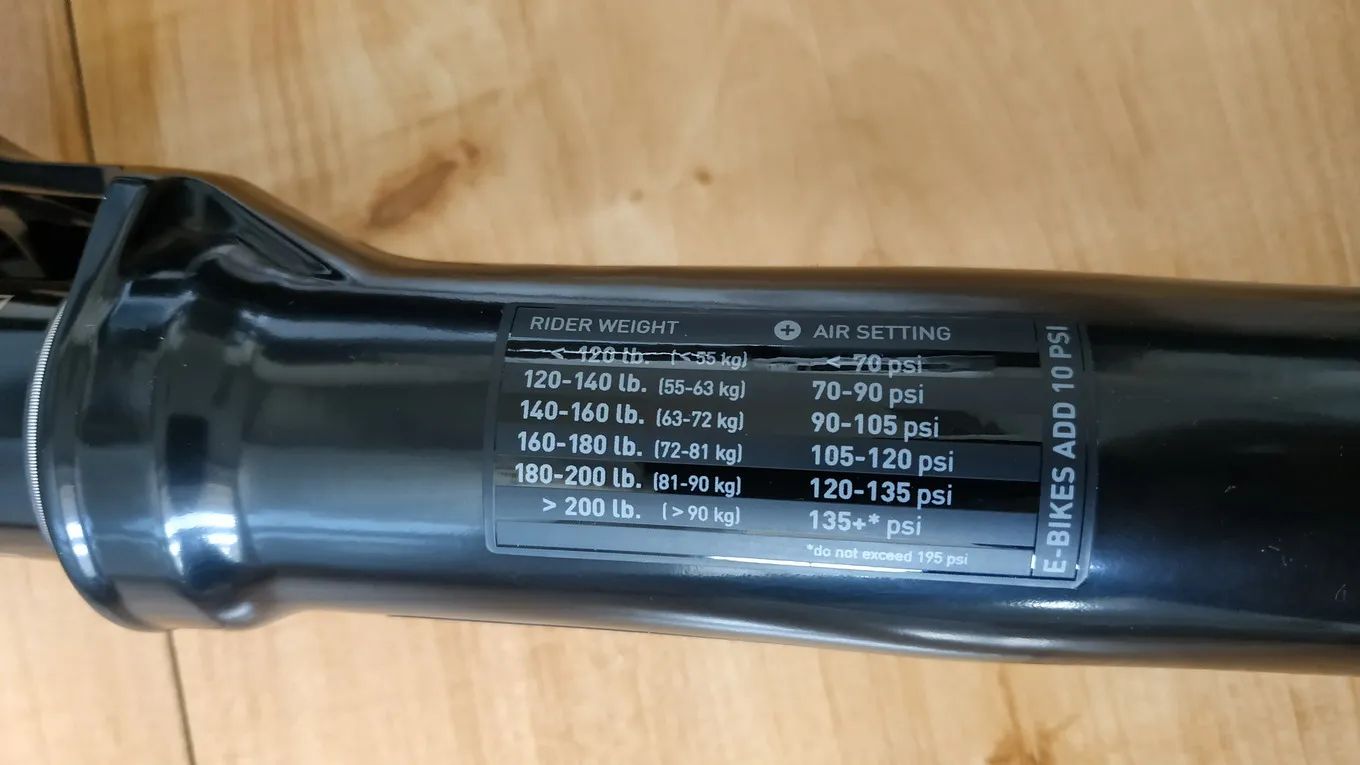 RIDER WEIGHT + AIR SETTING
< 120 lb. (< 55 kg) < 70 psi
120-140 lb. (55-63 kg) 70-90 psi
140-160 lb. (63-72 kg) 90-105 psi
160-180 lb. (72-81 kg) 105-120 psi
180-200 lb. (81-90 kg) 120-135 psi
> 200 lb. (> 90 kg) 135+* psi
*do not exceed 195 psi
E-BIKES ADD 10 PSI